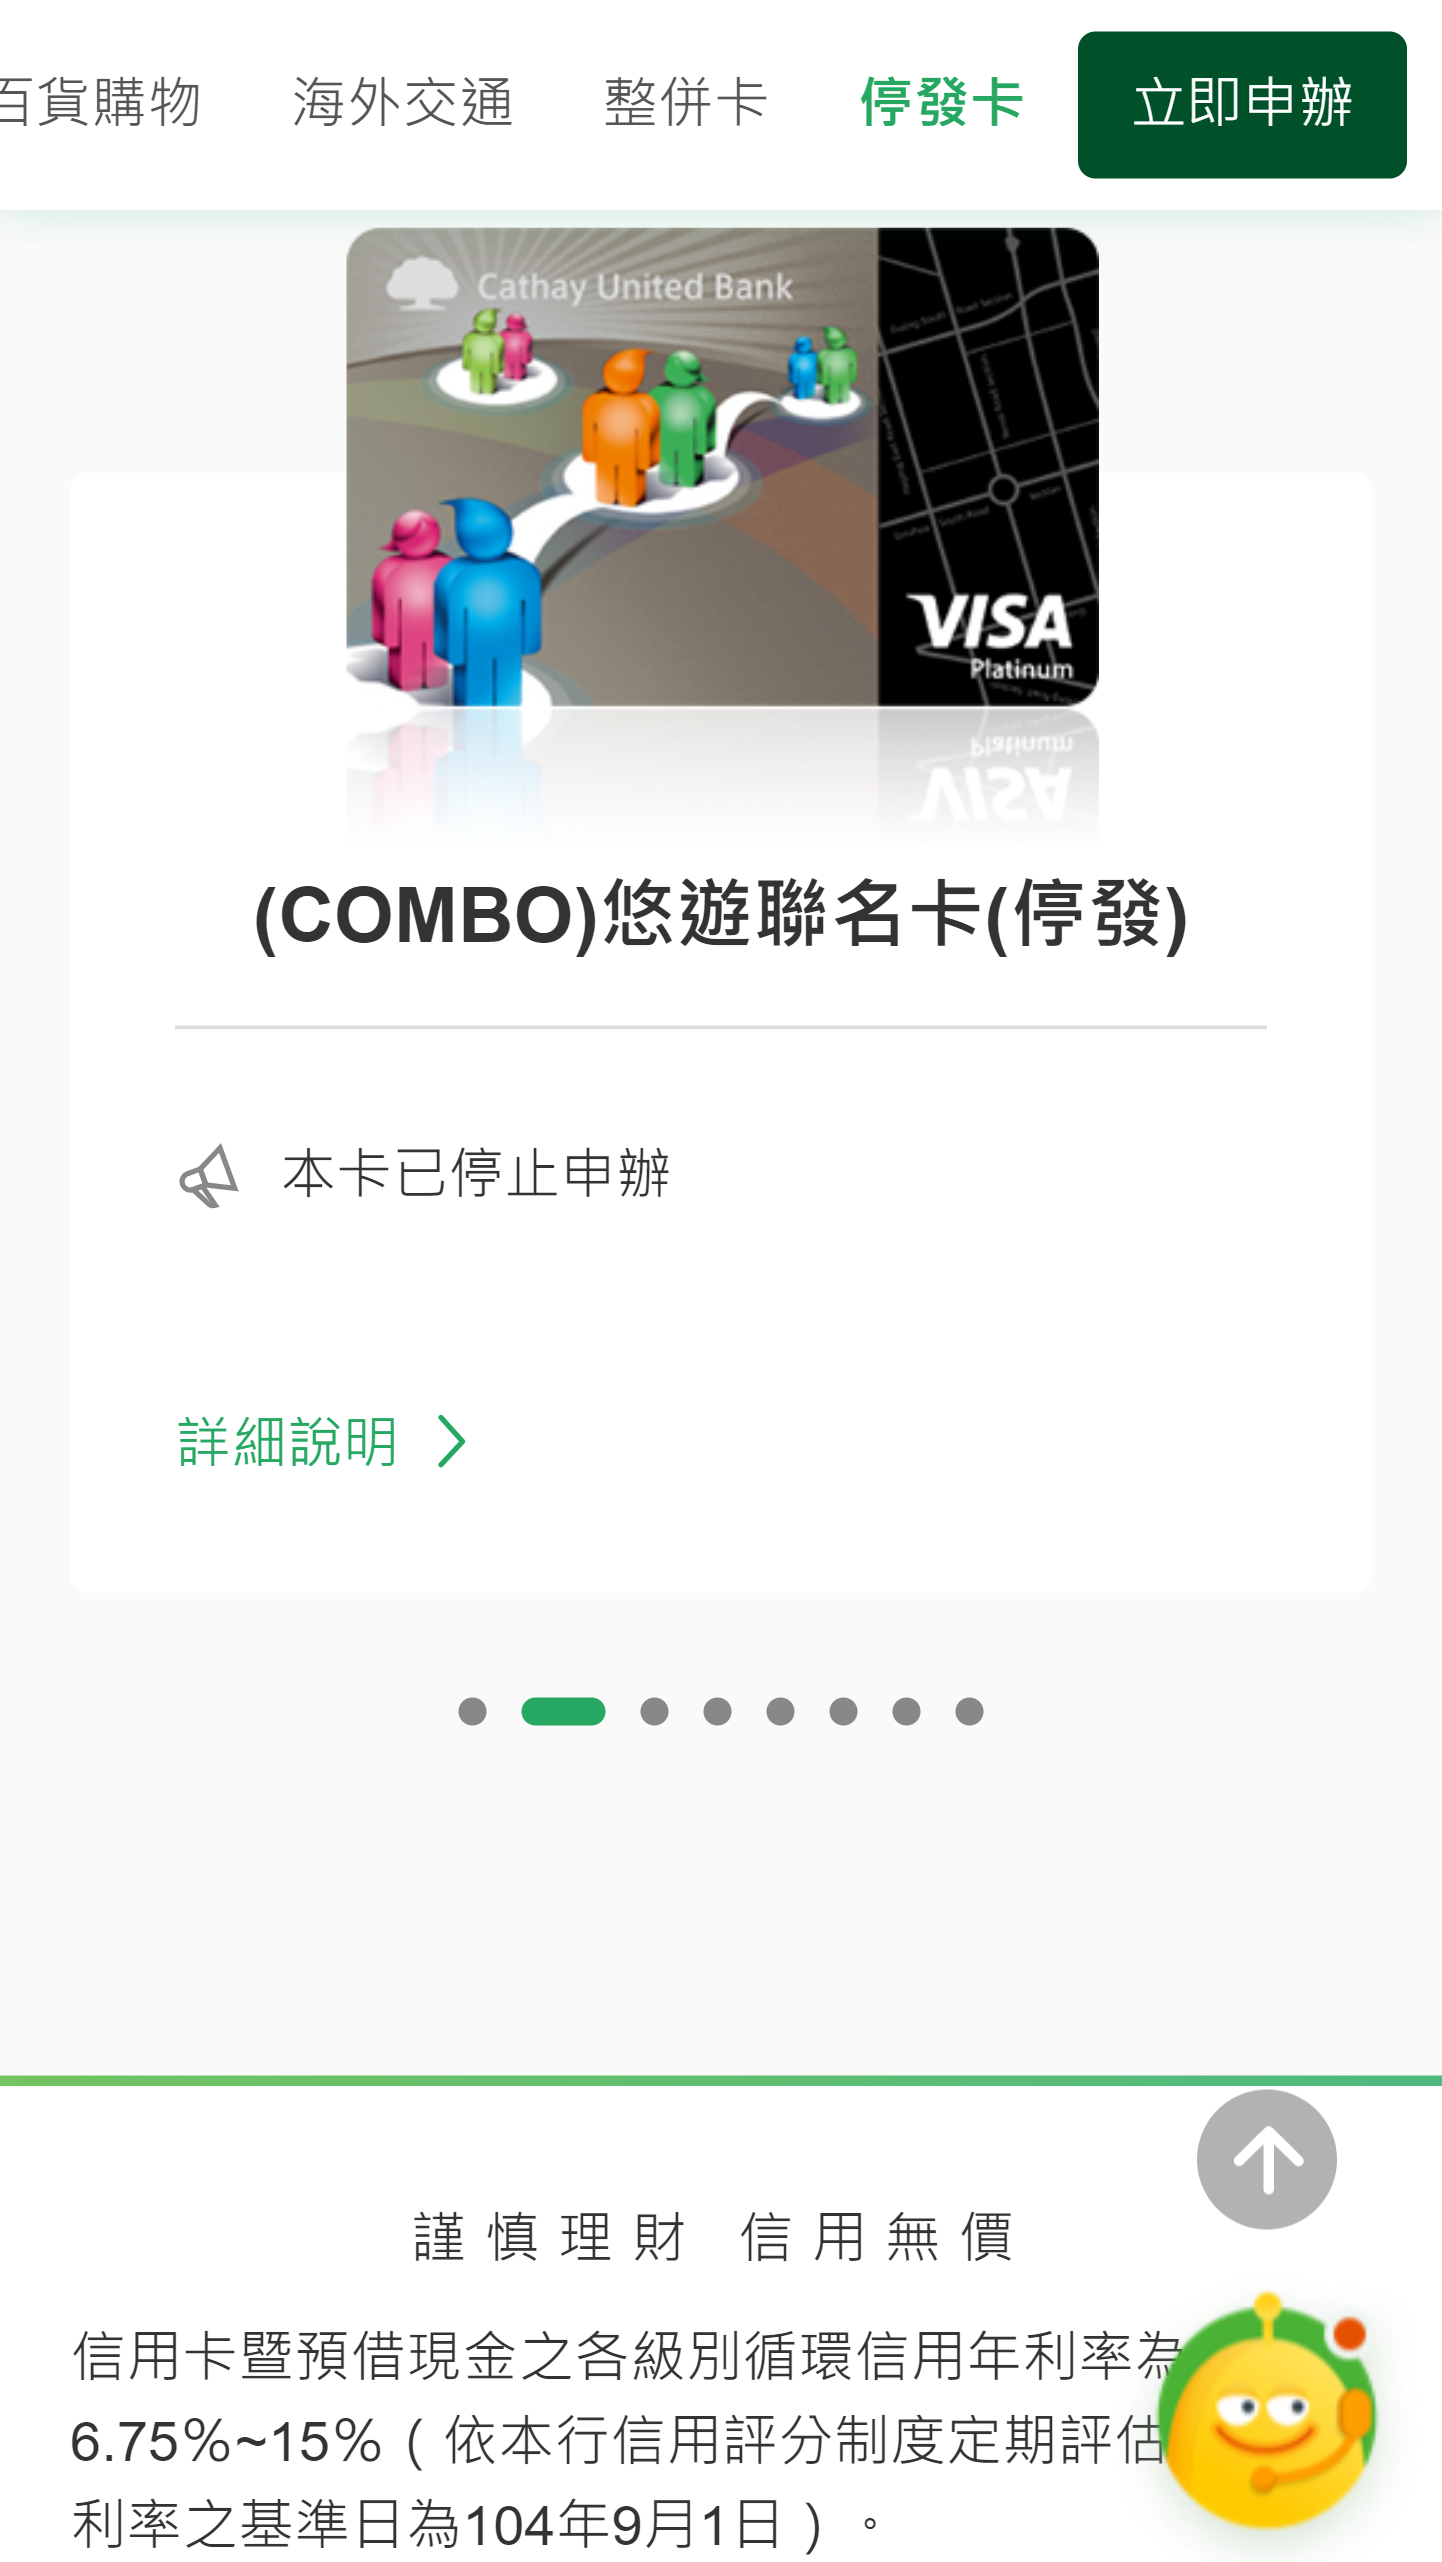 百貨購物 海外交通 整併卡 停發卡 立即申辦
Cathay United Bank
VISA
Platinum
(COMBO)悠遊聯名卡(停發)
本卡已停止申辦
詳細說明
謹慎理財 信用無價
信用卡暨預借現金之各級別循環信用年利率為
6.75%~15%(依本行信用評分制度定期評估
利率之基準日為104年9月1日)。